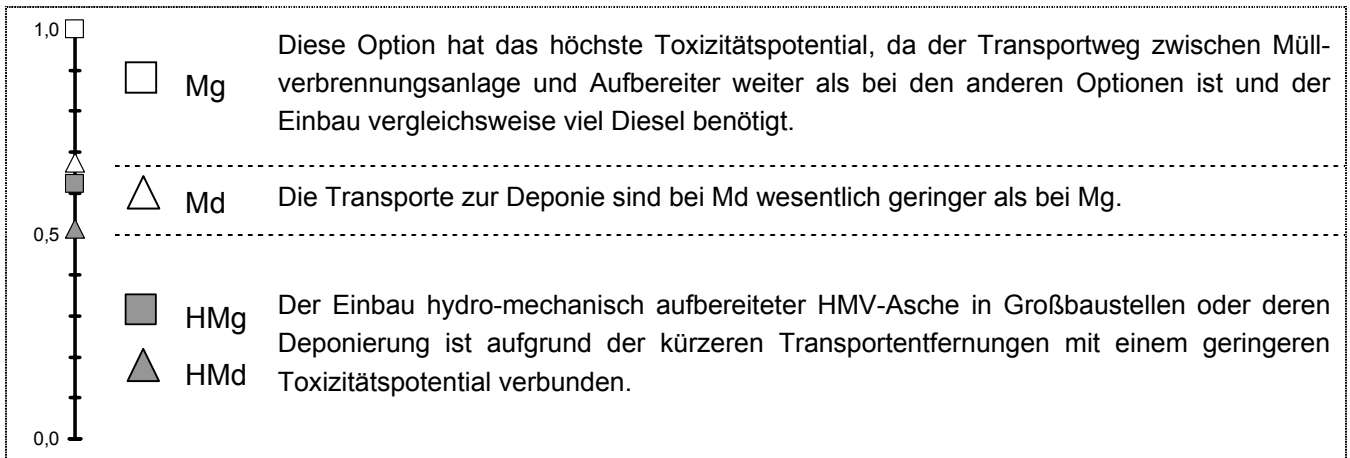 1,0
Mg
Diese Option hat das höchste Toxizitätspotential, da der Transportweg zwischen Müll-
verbrennungsanlage und Aufbereiter weiter als bei den anderen Optionen ist und der
Einbau vergleichsweise viel Diesel benötigt.
Md
Die Transporte zur Deponie sind bei Md wesentlich geringer als bei Mg.
0,5
HMg
HMd
Der Einbau hydro-mechanisch aufbereiteter HMV-Asche in Großbaustellen oder deren
Deponierung ist aufgrund der kürzeren Transportentfernungen mit einem geringeren
Toxizitätspotential verbunden.
0,0